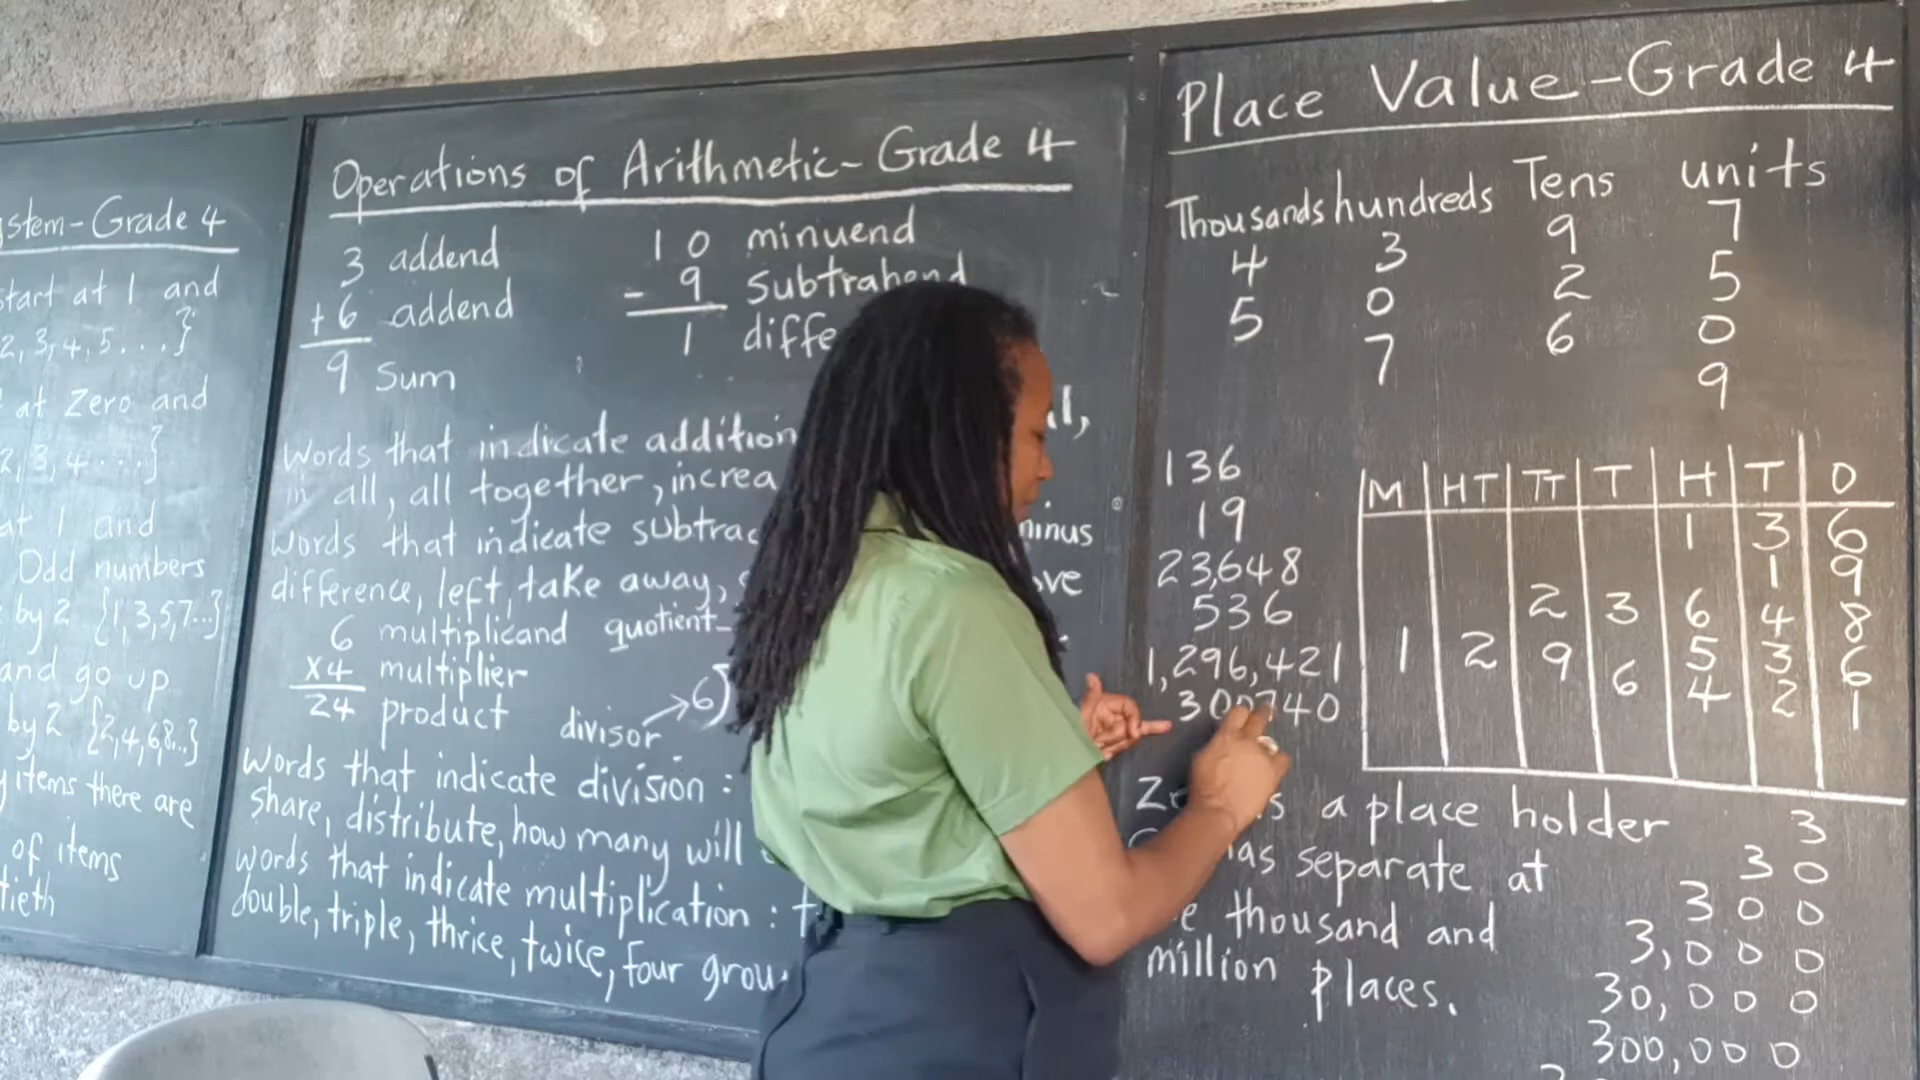 stem-Grade 4
start at 1 and
2,3,4,5...}
at Zero and
2,3,4...}
at 1 and
Odd numbers
by 2 {1,3,5,7...}
and go up
by 2 {2,4,6,8...}
items there are
of items
tieth
Operations of Arithmetic-Grade 4
3 addend
+6 addend
9 Sum
10 minuend
- 9 subtrahend
1 diffe
words that indicate addition
in all, all together, increa
words that indicate subtrac minus
difference, left, take away,
6 multiplicand
x4 multiplier
24 product
quotient
divisor → 6)
words that indicate division:
share, distribute, how many will
words that indicate multiplication: t
double, triple, thrice, twice, four grou
Place Value-Grade 4
Thousands hundreds Tens units
4 3 9 7
5 0 2 5
7 6 0
9
136
19
23,648
536
1,296,421
300740
M HT TT T H T O
1 3 6
1 9
2 3 6 4 8
5 3 6
1 2 9 6 4 2 1
a place holder
separate at
thousand and
million places.
3
30
300
3,000
30,000
300,000